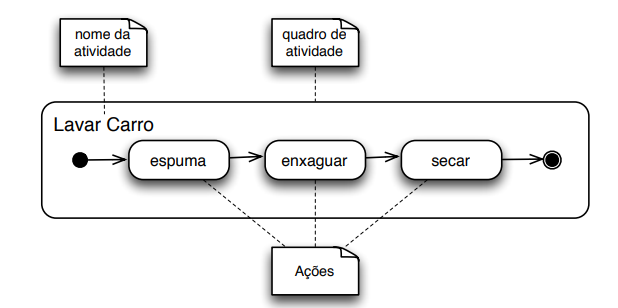 nome da
atividade
quadro de
atividade
Lavar Carro
espuma
enxaguar
secar
Ações